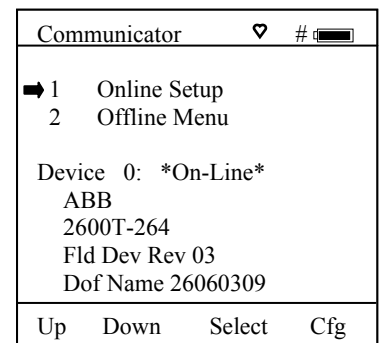 Communicator ♥ #
1 Online Setup
2 Offline Menu
Device 0: *On-Line*
ABB
2600T-264
Fld Dev Rev 03
Dof Name 26060309
Up Down Select Cfg